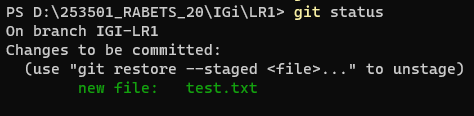 PS D:\253501_RABETS_20\IGi\LR1> git status
On branch IGI-LR1
Changes to be committed:
  (use "git restore --staged <file>..." to unstage)
        new file:   test.txt